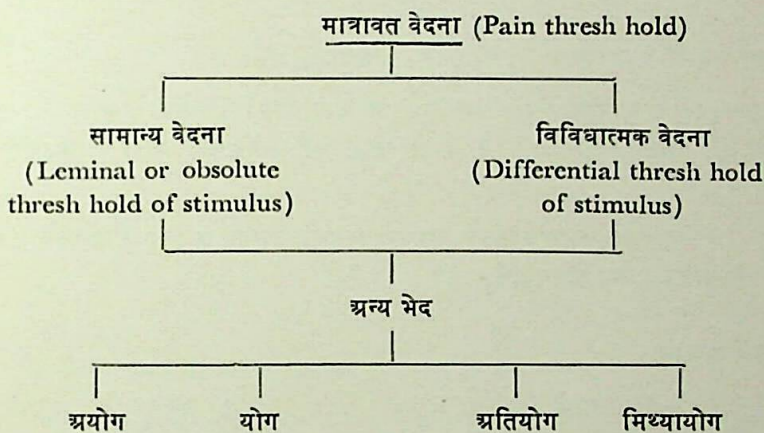 मात्रावत वेदना (Pain thresh hold)
सामान्य वेदना
(Leminal or obsolute
thresh hold of stimulus)
विविधात्मक वेदना
(Differential thresh hold
of stimulus)
अन्य भेद
अयोग योग अतियोग मिथ्यायोग